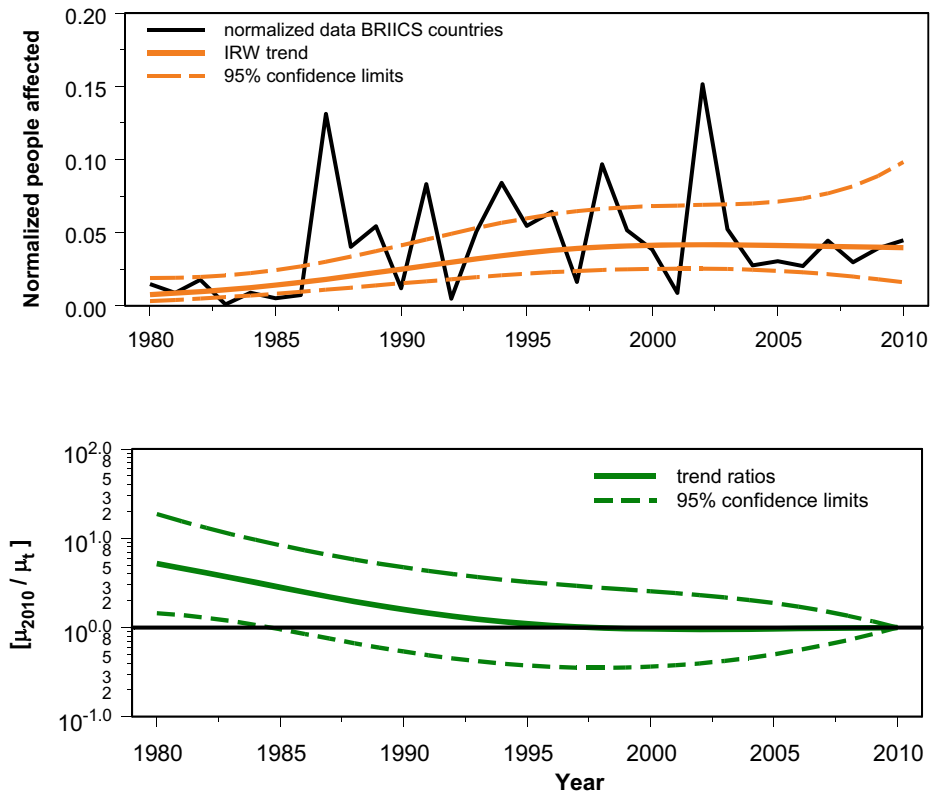 0.20
0.15
0.10
0.05
0.00
Normalized people affected
normalized data BRIICS countries
IRW trend
95% confidence limits
1980 1985 1990 1995 2000 2005 2010
10^2.0
8
5
3
2
10^1.0
8
5
3
2
10^0.0
8
5
3
2
10^-1.0
[μ2010 / μt ]
trend ratios
95% confidence limits
1980 1985 1990 1995 2000 2005 2010
Year